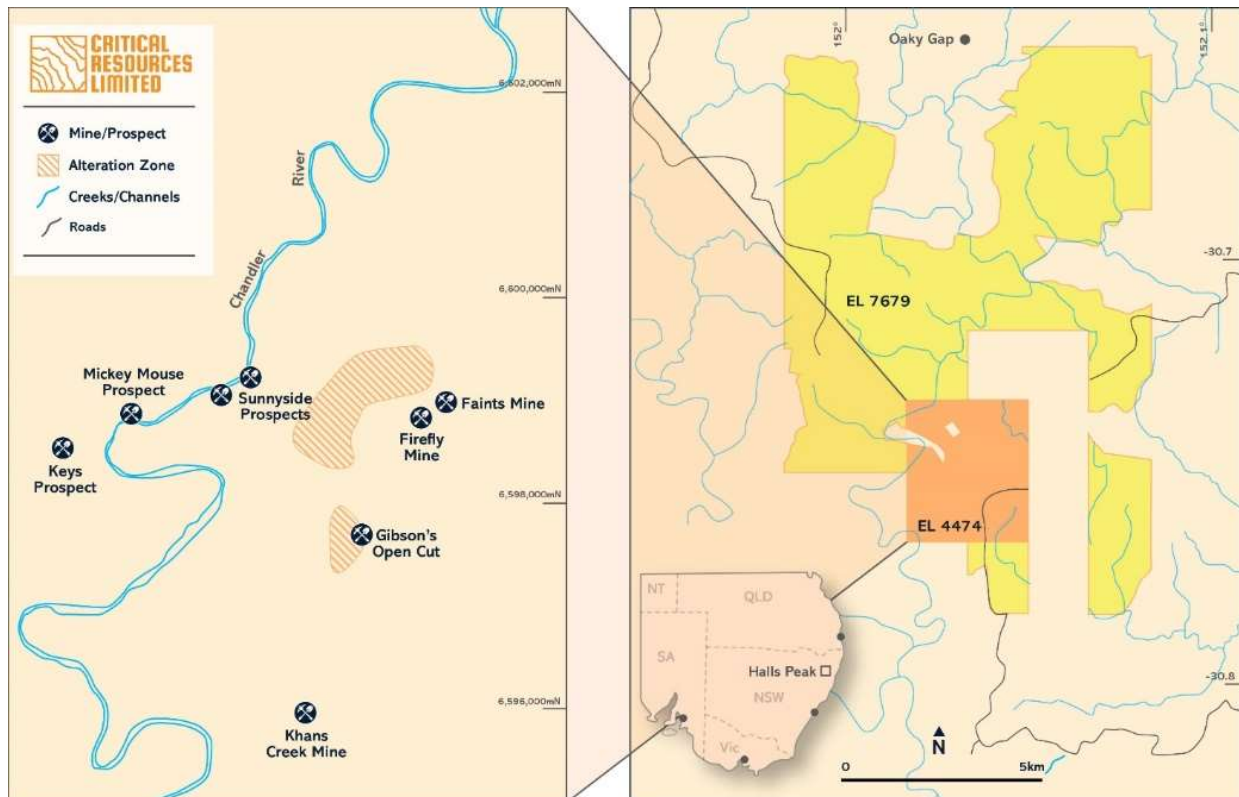 CRITICAL
RESOURCES
LIMITED
Mine/Prospect
Alteration Zone
Creeks/Channels
Roads
River
Chandler
6,602,000mN
6,600,000mN
Mickey Mouse
Prospect
Sunnyside
Prospects
Faints Mine
Firefly
Mine
Keys
Prospect
6,598,000mN
Gibson's
Open Cut
6,596,000mN
Khans
Creek Mine
152°
152.1°
Oaky Gap
-30.7
EL 7679
EL 4474
NT
QLD
SA
Halls Peak
NSW
Vic
-30.8
N
0
5km